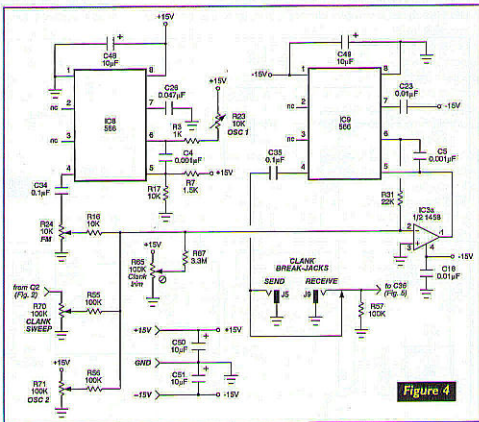 +15V
C48
10µF
+
1
8
nc
2
7
C26
0.047µF
+15V
IC8
566
R3
1K
R23
10K
OSC 1
nc
3
6
C4
0.001µF
4
5
+15V
R7
1.5K
C34
0.1µF
R17
10K
R24
10K
FM
R16
10K
-15V
C49
10µF
+
1
8
nc
2
7
C23
0.01µF
-15V
IC9
566
nc
3
6
C35
0.1µF
4
5
C5
0.001µF
R31
22K
IC3a
1/2 1458
2
1
3
4
+
-15V
C16
0.01µF
+15V
R65
100K
Clank
trim
R67
3.3M
from Q2
(Fig. 2)
R70
100K
CLANK
SWEEP
R55
100K
+15V
R71
100K
OSC 2
R56
100K
+15V
+15V
C50
10µF
+
GND
C51
10µF
+
-15V
-15V
CLANK
BREAK-JACKS
SEND
RECEIVE
J5
J9
to C36
(Fig. 5)
R57
100K
Figure 4